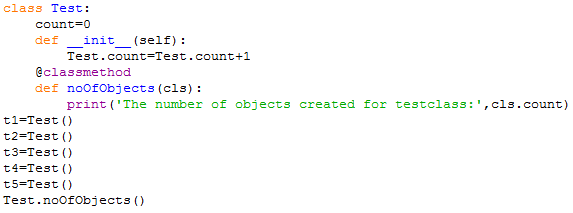 class Test:
    count=0
    def __init__(self):
        Test.count=Test.count+1
    @classmethod
    def noOfObjects(cls):
        print('The number of objects created for testclass:',cls.count)
t1=Test()
t2=Test()
t3=Test()
t4=Test()
t5=Test()
Test.noOfObjects()